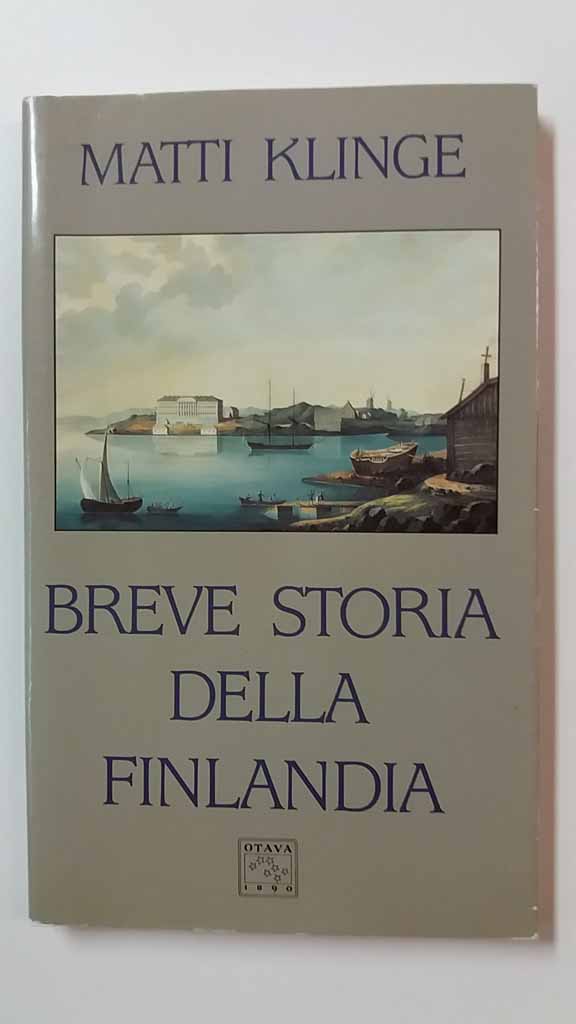 MATTI KLINGE
BREVE STORIA
DELLA
FINLANDIA
OTAVA
1890